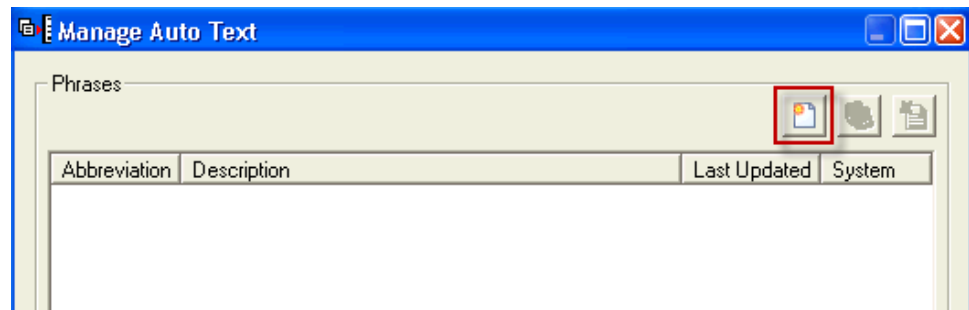 Manage Auto Text
Phrases
Abbreviation Description Last Updated System